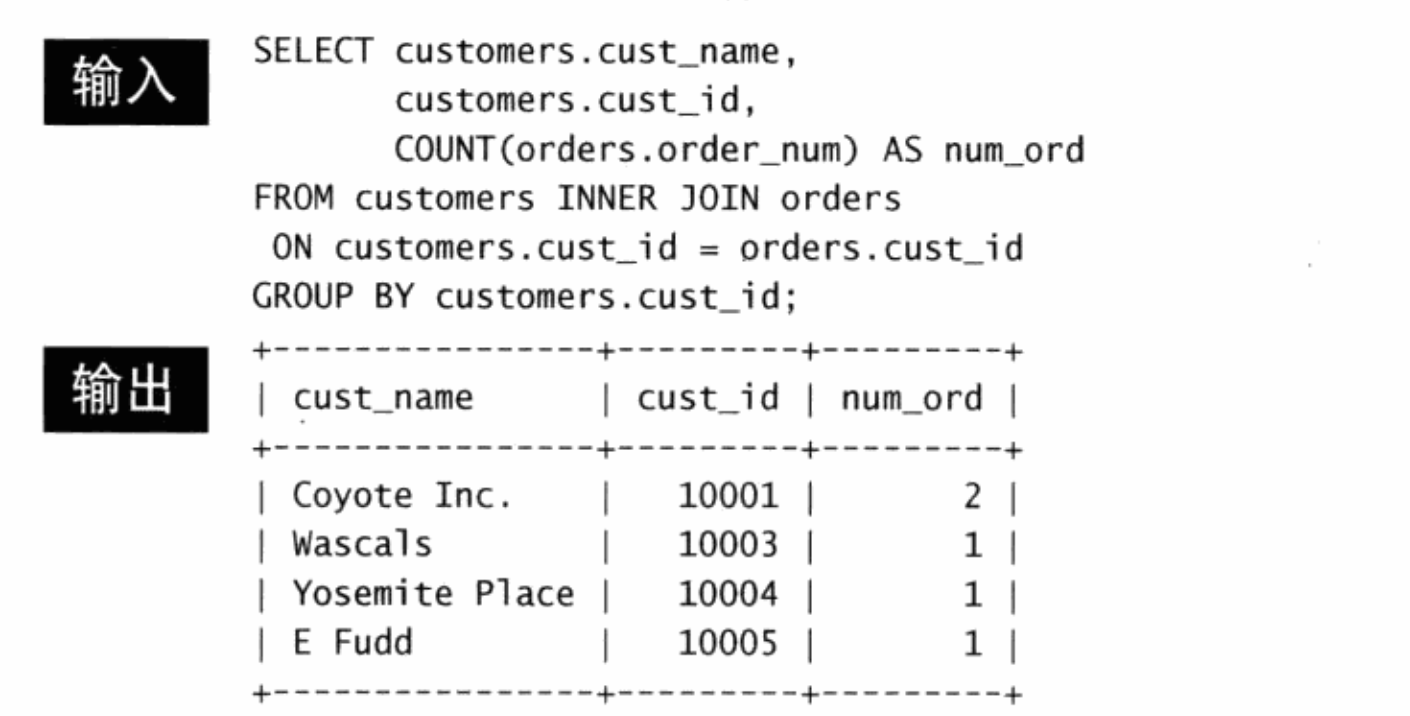 输入
SELECT customers.cust_name,
customers.cust_id,
COUNT(orders.order_num) AS num_ord
FROM customers INNER JOIN orders
ON customers.cust_id = orders.cust_id
GROUP BY customers.cust_id;
输出
+----------------+---------+---------+
| cust_name      | cust_id | num_ord |
+----------------+---------+---------+
| Coyote Inc.    |   10001 |       2 |
| Wascals        |   10003 |       1 |
| Yosemite Place |   10004 |       1 |
| E Fudd         |   10005 |       1 |
+----------------+---------+---------+